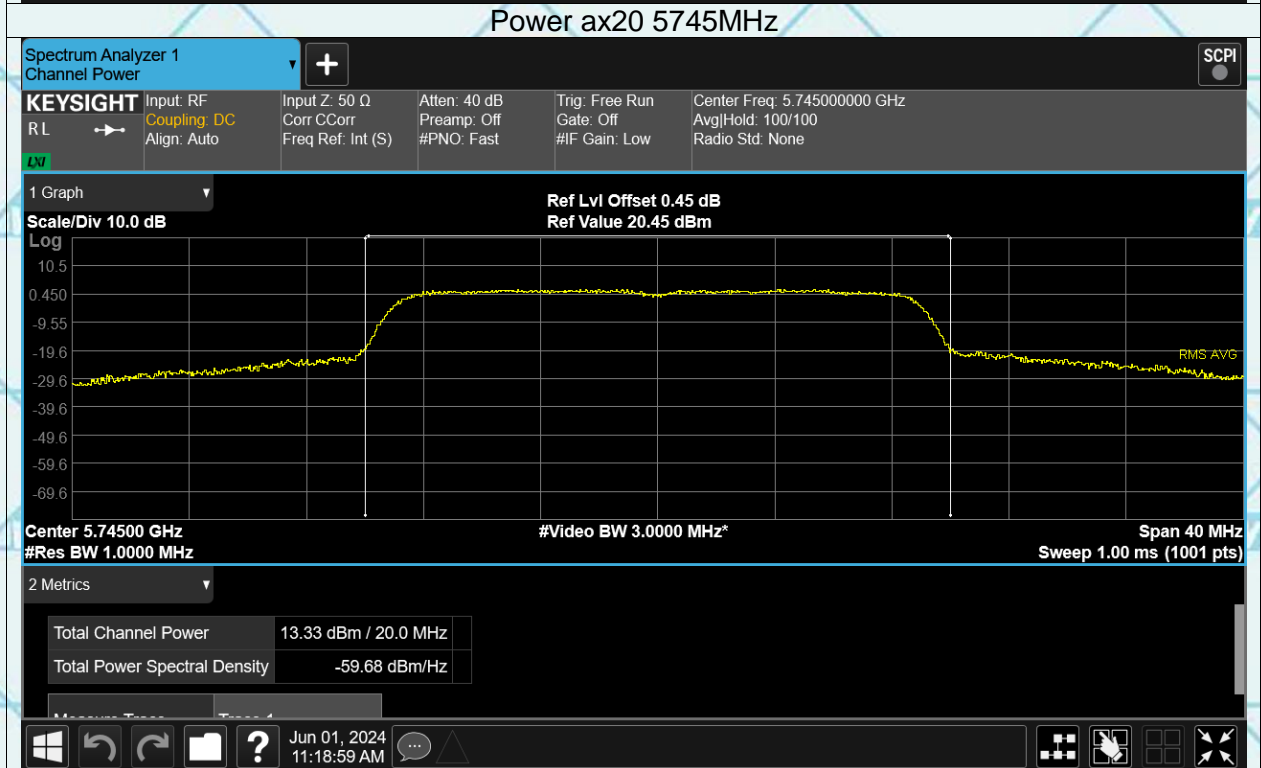 Power ax20 5745MHz
Spectrum Analyzer 1
Channel Power
SCPI
KEYSIGHT
R L
LXI
Input: RF
Coupling: DC
Align: Auto
Input Z: 50 Ω
Corr CCorr
Freq Ref: Int (S)
Atten: 40 dB
Preamp: Off
#PNO: Fast
Trig: Free Run
Gate: Off
#IF Gain: Low
Center Freq: 5.745000000 GHz
Avg|Hold: 100/100
Radio Std: None
1 Graph
Scale/Div 10.0 dB
Ref Lvl Offset 0.45 dB
Ref Value 20.45 dBm
Log
10.5
0.450
-9.55
-19.6
-29.6
-39.6
-49.6
-59.6
-69.6
RMS AVG
Center 5.74500 GHz
#Res BW 1.0000 MHz
#Video BW 3.0000 MHz*
Span 40 MHz
Sweep 1.00 ms (1001 pts)
2 Metrics
Total Channel Power 13.33 dBm / 20.0 MHz
Total Power Spectral Density -59.68 dBm/Hz
Measure Trace Trace 1
Jun 01, 2024
11:18:59 AM